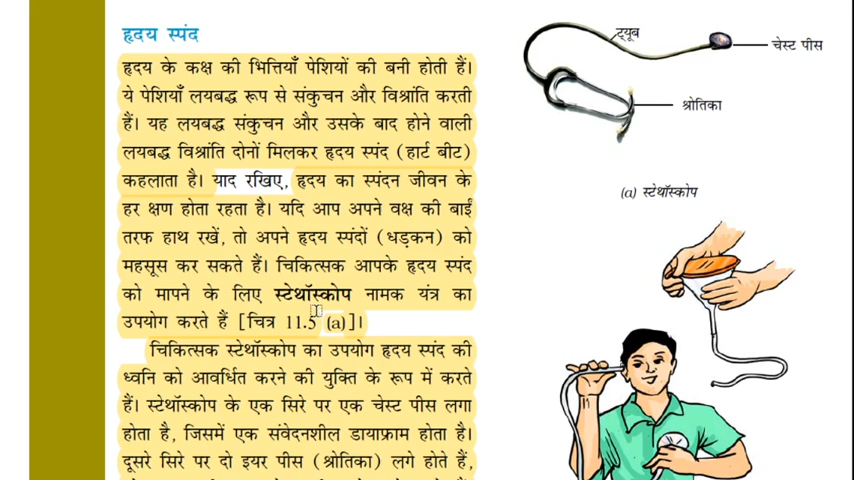 हृदय स्पंद
हृदय के कक्ष की भित्तियाँ पेशियों की बनी होती हैं।
ये पेशियाँ लयबद्ध रूप से संकुचन और विश्रांति करती
हैं। यह लयबद्ध संकुचन और उसके बाद होने वाली
लयबद्ध विश्रांति दोनों मिलकर हृदय स्पंद (हार्ट बीट)
कहलाता है। याद रखिए, हृदय का स्पंदन जीवन के
हर क्षण होता रहता है। यदि आप अपने वक्ष की बाईं
तरफ हाथ रखें, तो अपने हृदय स्पंदों (धड़कन) को
महसूस कर सकते हैं। चिकित्सक आपके हृदय स्पंद
को मापने के लिए स्टेथॉस्कोप नामक यंत्र का
उपयोग करते हैं [चित्र 11.5 (a)]।
चिकित्सक स्टेथॉस्कोप का उपयोग हृदय स्पंद की
ध्वनि को आवर्धित करने की युक्ति के रूप में करते
हैं। स्टेथॉस्कोप के एक सिरे पर एक चेस्ट पीस लगा
होता है, जिसमें एक संवेदनशील डायाफ्राम होता है।
दूसरे सिरे पर दो इयर पीस (श्रोतिका) लगे होते हैं,
ट्यूब
चेस्ट पीस
श्रोतिका
(a) स्टेथॉस्कोप